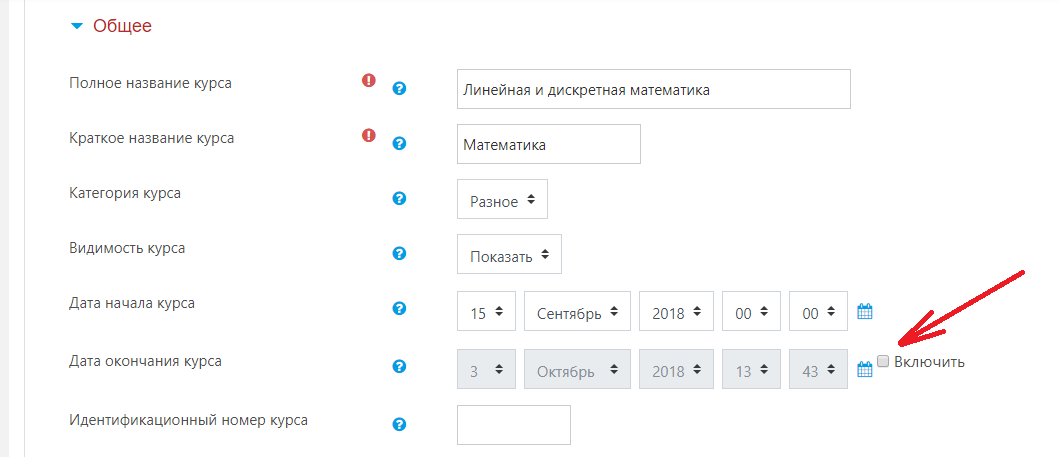 Общее
Полное название курса ! ? Линейная и дискретная математика
Краткое название курса ! ? Математика
Категория курса ? Разное
Видимость курса ? Показать
Дата начала курса ? 15 Сентябрь 2018 00 00
Дата окончания курса ? 3 Октябрь 2018 13 43 Включить
Идентификационный номер курса ?